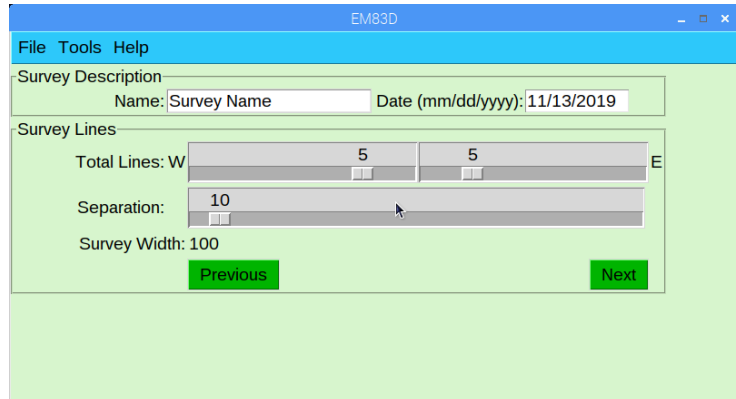 EM83D
File Tools Help
Survey Description
Name: Survey Name Date (mm/dd/yyyy): 11/13/2019
Survey Lines
Total Lines: W 5 5 E
Separation: 10
Survey Width: 100
Previous Next